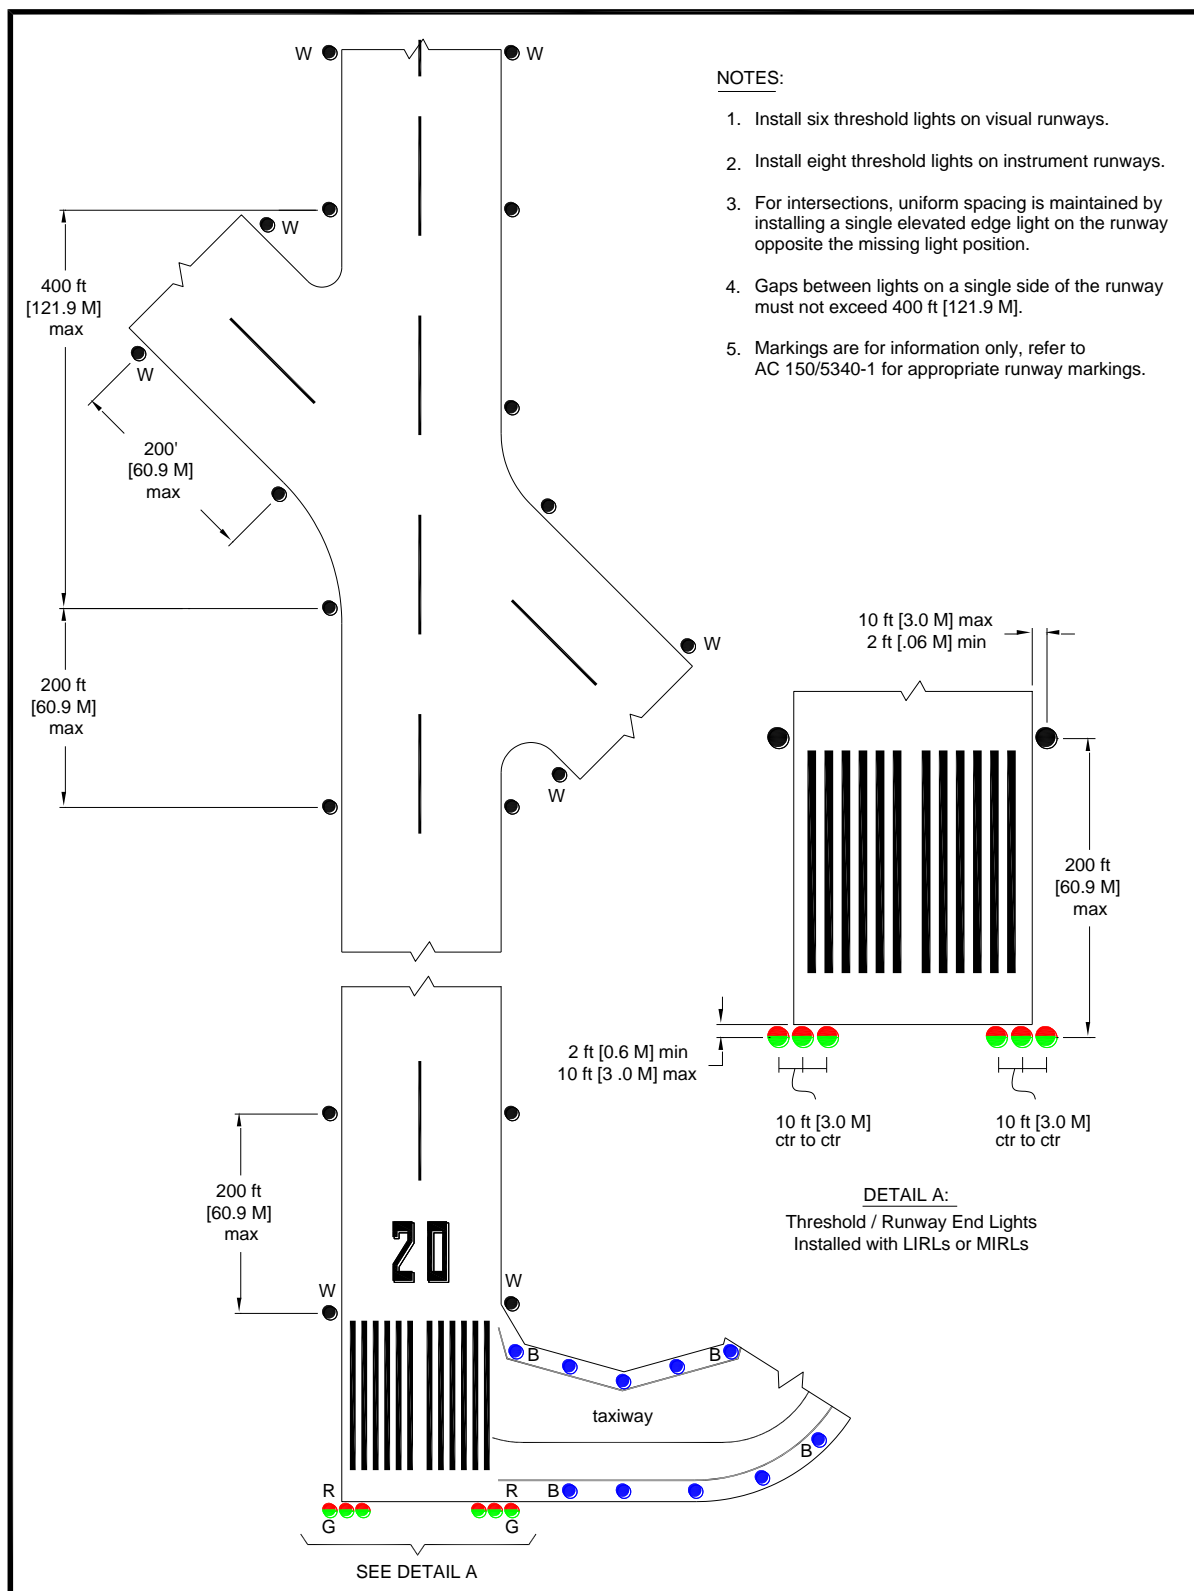 W
W
NOTES:
1. Install six threshold lights on visual runways.
2. Install eight threshold lights on instrument runways.
3. For intersections, uniform spacing is maintained by
installing a single elevated edge light on the runway
opposite the missing light position.
4. Gaps between lights on a single side of the runway
must not exceed 400 ft [121.9 M].
5. Markings are for information only, refer to
AC 150/5340-1 for appropriate runway markings.
W
400 ft
[121.9 M]
max
W
200'
[60.9 M]
max
W
200 ft
[60.9 M]
max
W
10 ft [3.0 M] max
2 ft [.06 M] min
200 ft
[60.9 M]
max
2 ft [0.6 M] min
10 ft [3 .0 M] max
10 ft [3.0 M]
ctr to ctr
10 ft [3.0 M]
ctr to ctr
DETAIL A:
Threshold / Runway End Lights
Installed with LIRLs or MIRLs
200 ft
[60.9 M]
max
20
W
W
B
B
taxiway
B
R
R
B
G
G
SEE DETAIL A